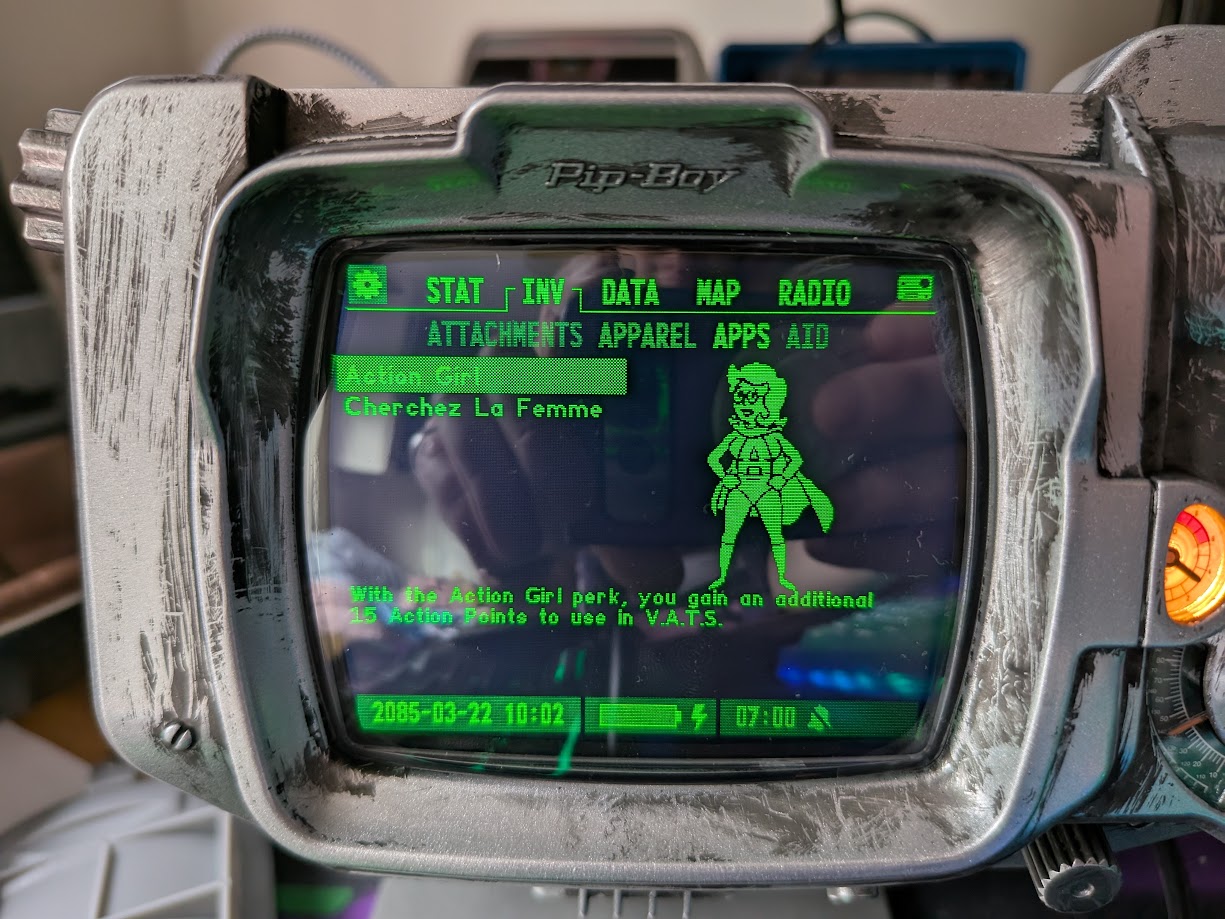 Pip-Boy
STAT INV DATA MAP RADIO
ATTACHMENTS APPAREL APPS AID
Action Girl
Cherchez La Femme
With the Action Girl perk, you gain an additional
15 Action Points to use in V.A.T.S.
2085-03-22 10:02 07:00